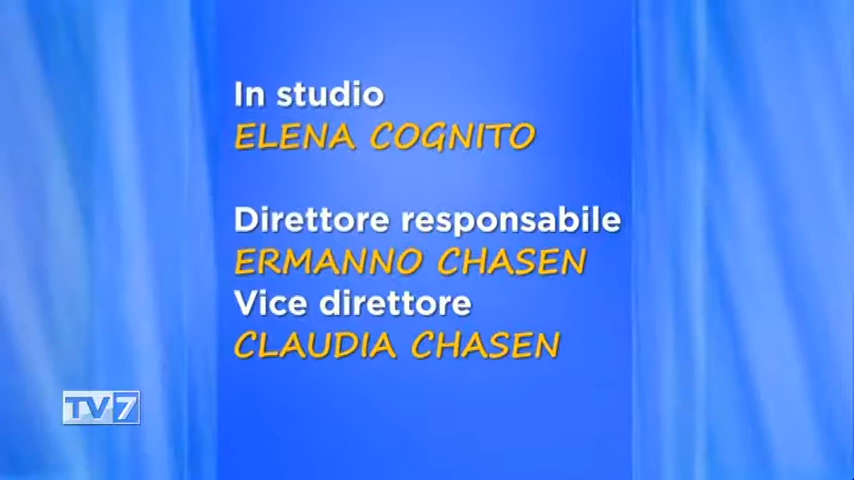 In studio
ELENA COGNITO
Direttore responsabile
ERMANNO CHASEN
Vice direttore
CLAUDIA CHASEN
TV7